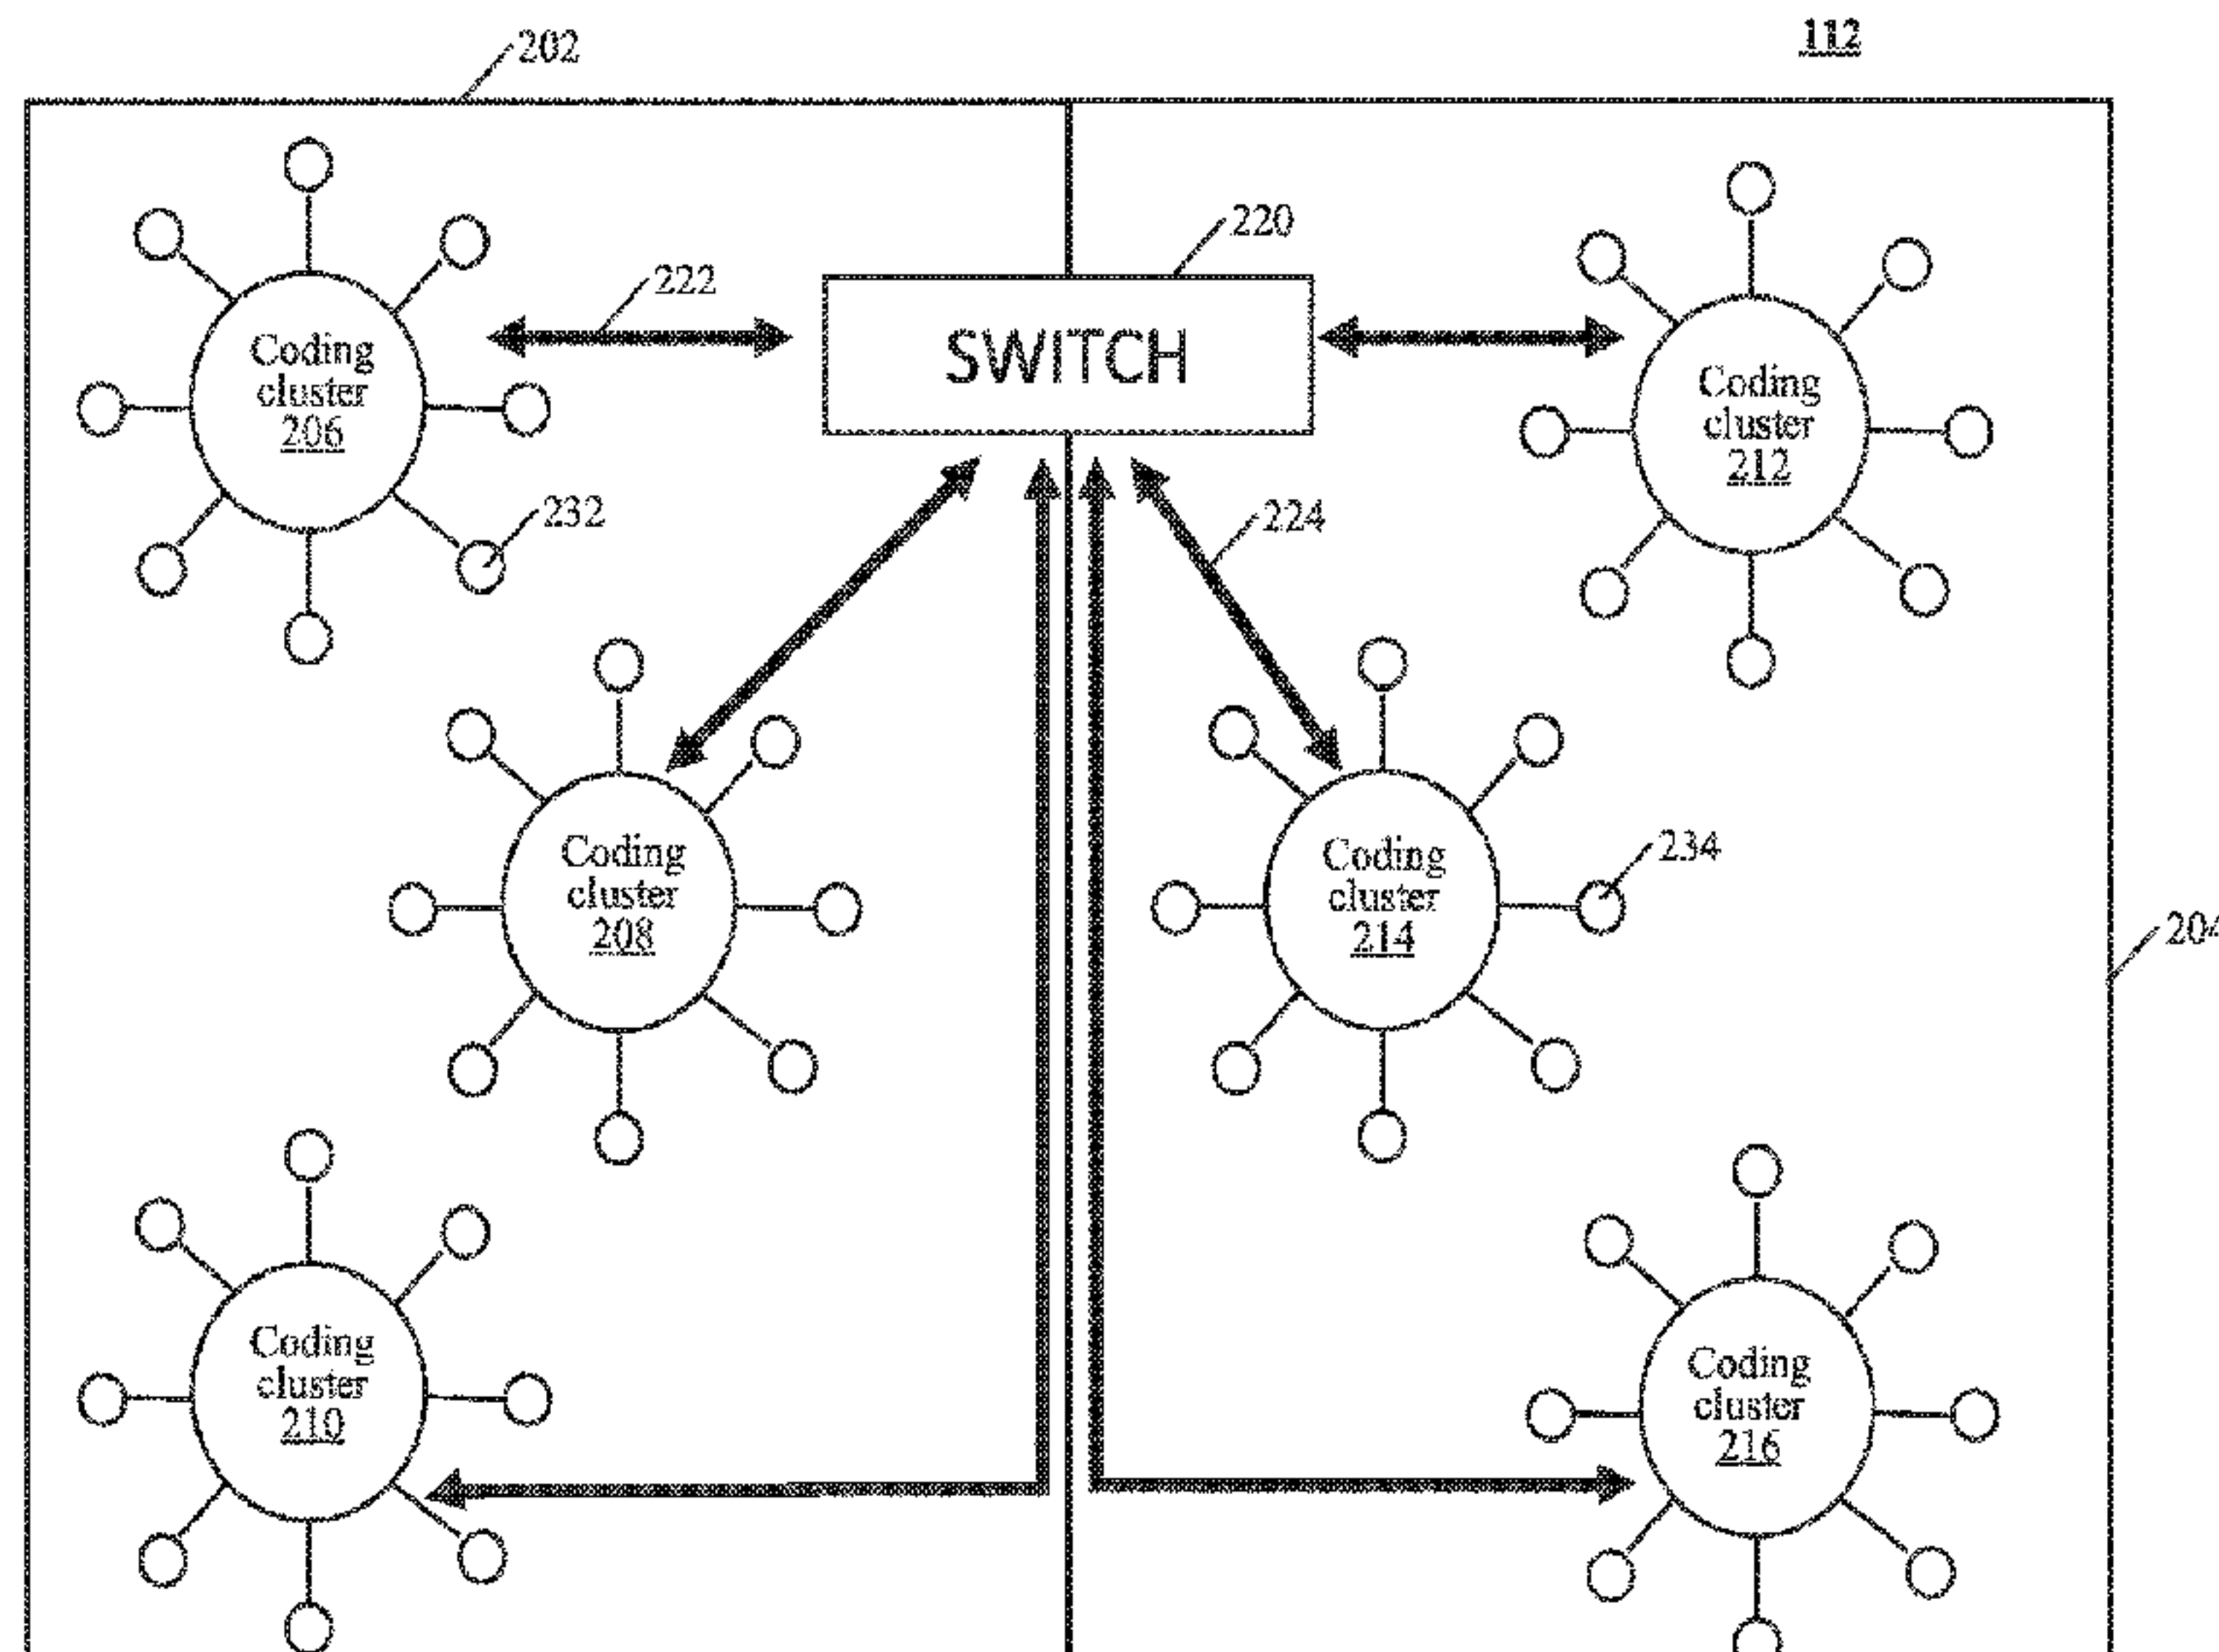 112
202
220
222
SWITCH
Coding
cluster
206
Coding
cluster
212
232
224
Coding
cluster
208
Coding
cluster
214
234
204
Coding
cluster
210
Coding
cluster
216